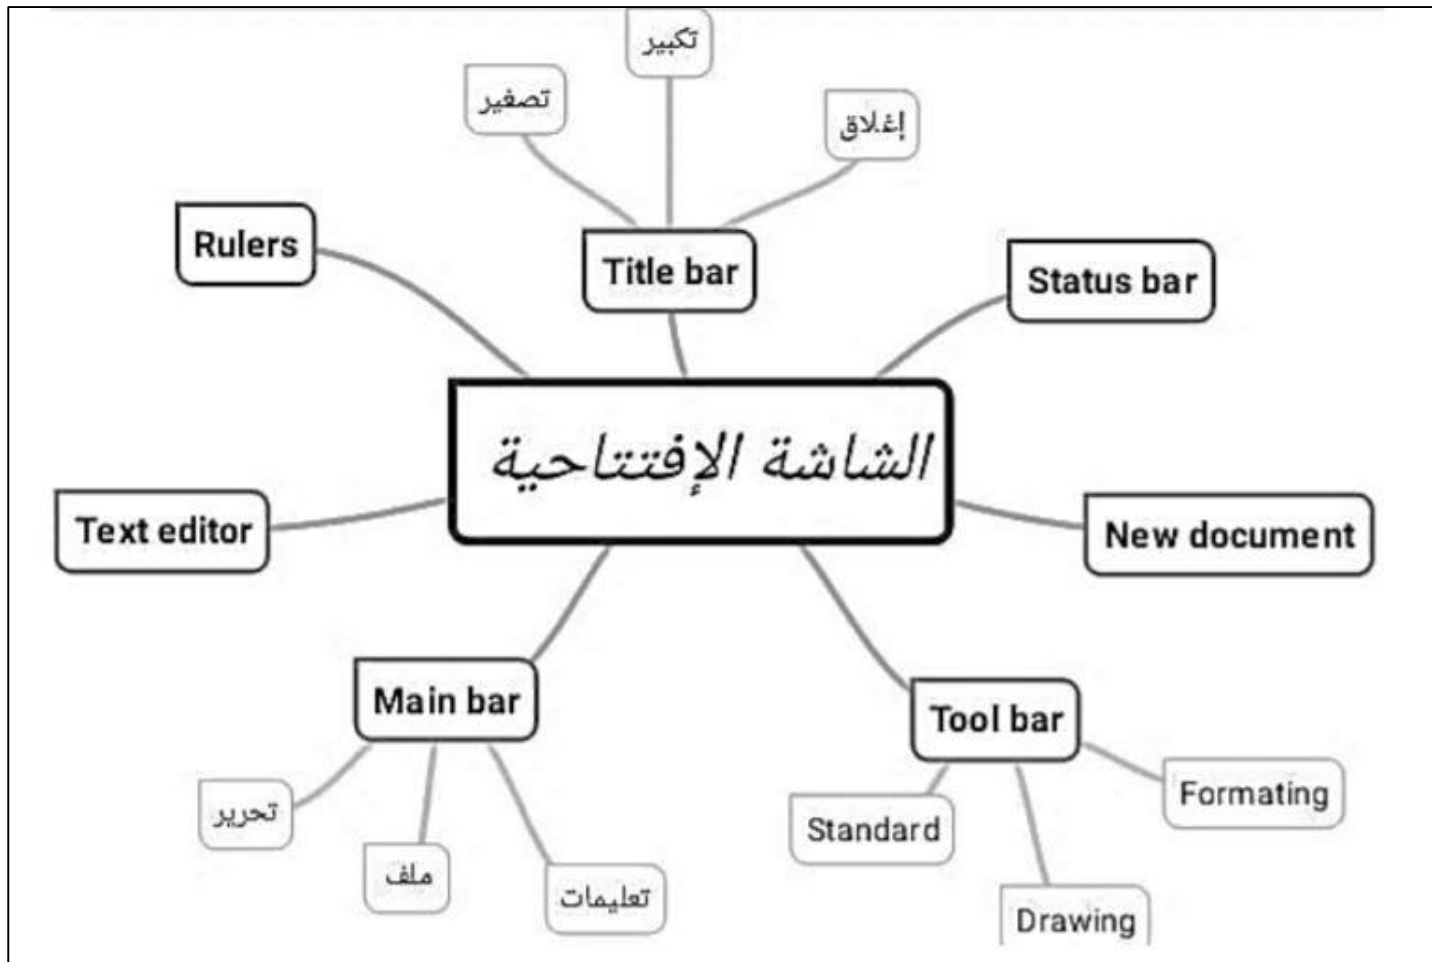 تكبير
تصغير
إغلاق
Rulers
Title bar
Status bar
الشاشة الإفتتاحية
Text editor
New document
Main bar
Tool bar
تحرير
ملف
تعليمات
Standard
Formating
Drawing